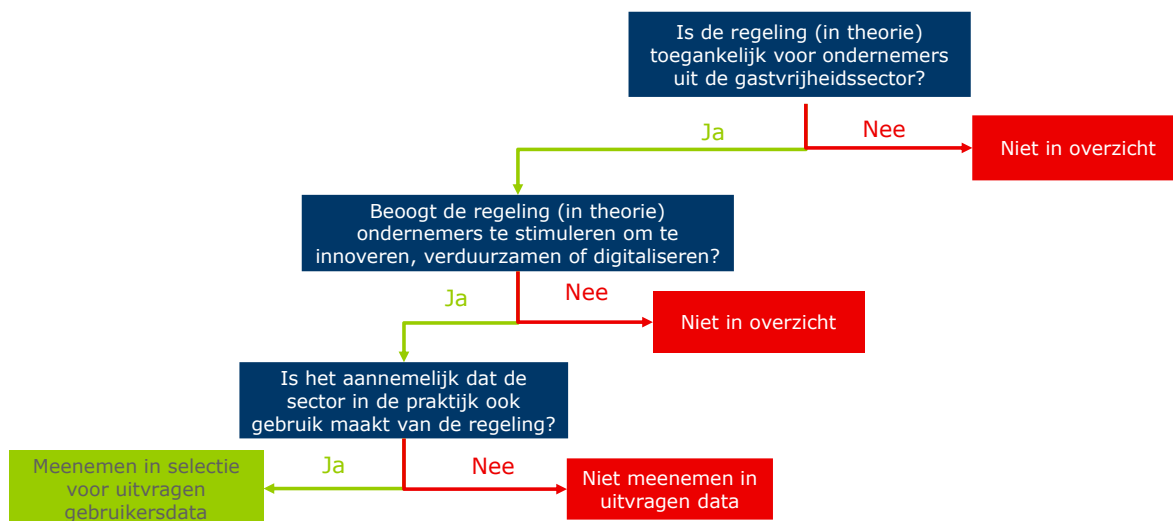 Is de regeling (in theorie)
toegankelijk voor ondernemers
uit de gastvrijheidssector?
Ja
Nee
Niet in overzicht
Beoogt de regeling (in theorie)
ondernemers te stimuleren om te
innoveren, verduurzamen of digitaliseren?
Ja
Nee
Niet in overzicht
Is het aannemelijk dat de
sector in de praktijk ook
gebruik maakt van de regeling?
Ja
Nee
Meenemen in selectie
voor uitvragen
gebruikersdata
Niet meenemen in
uitvragen data